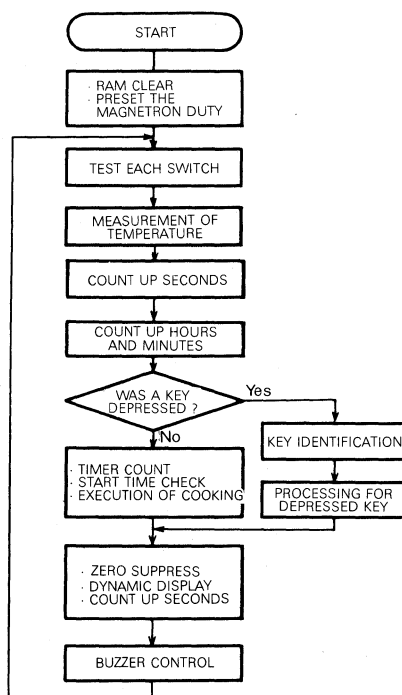 START
· RAM CLEAR
· PRESET THE
MAGNETRON DUTY
TEST EACH SWITCH
MEASUREMENT OF
TEMPERATURE
COUNT UP SECONDS
COUNT UP HOURS
AND MINUTES
WAS A KEY
DEPRESSED ?
Yes
No
KEY IDENTIFICATION
· TIMER COUNT
· START TIME CHECK
· EXECUTION OF COOKING
PROCESSING FOR
DEPRESSED KEY
· ZERO SUPPRESS
· DYNAMIC DISPLAY
· COUNT UP SECONDS
BUZZER CONTROL